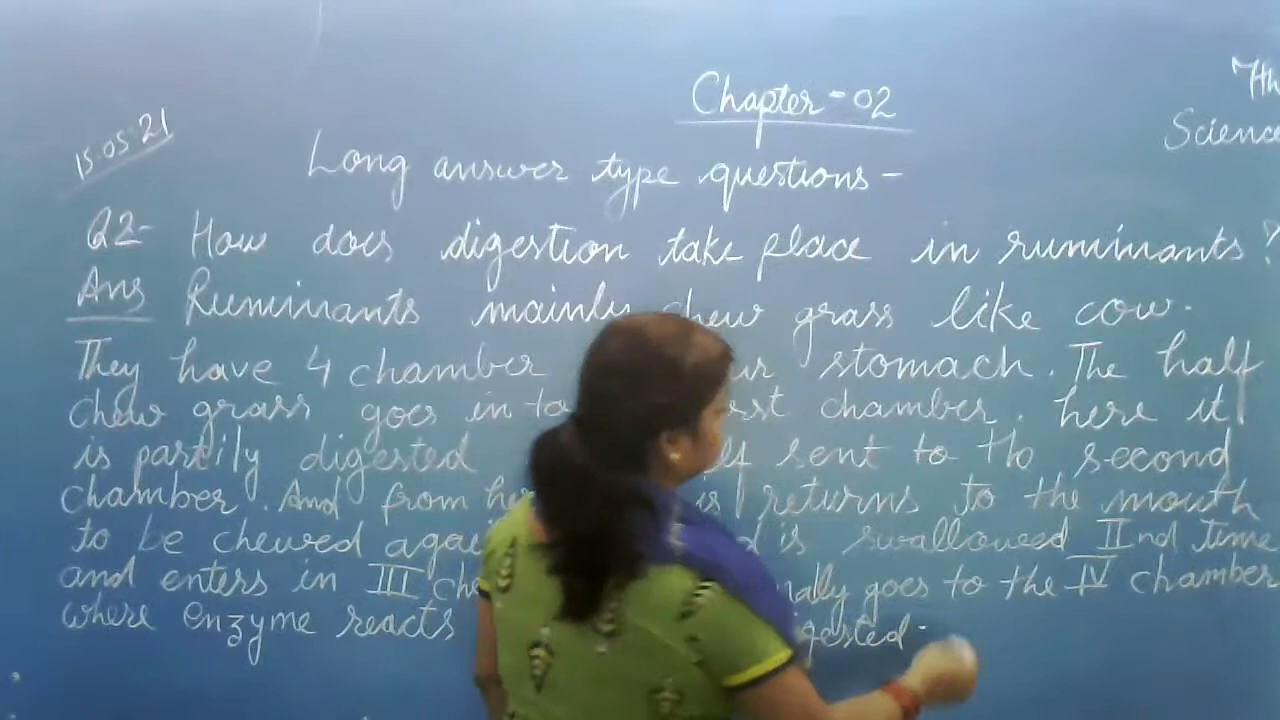 Chapter - 02
7th
Science
15.05.21
Long answer type questions -
Q2- How does digestion take place in ruminants?
Ans Ruminants mainly chew grass like cow.
They have 4 chamber stomach. The half
chew grass goes in to chamber. here it
is partily digested sent to the second
chamber. And from is returns to the mouth
to be chewed is swallowed IInd time
and enters in III goes to the IV chamber
where enzyme reacts